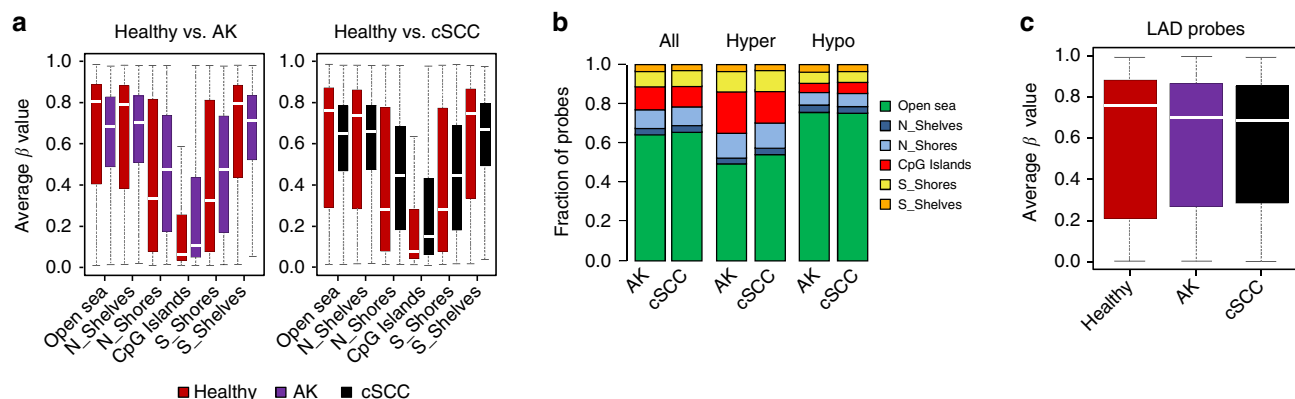 a
Healthy vs. AK
Healthy vs. cSCC
Average β value
1.0
0.8
0.6
0.4
0.2
0.0
Open sea
N_Shelves
N_Shores
CpG Islands
S_Shores
S_Shelves
1.0
0.8
0.6
0.4
0.2
0.0
Open sea
N_Shelves
N_Shores
CpG Islands
S_Shores
S_Shelves
Healthy AK cSCC
b
All Hyper Hypo
Fraction of probes
1.0
0.8
0.6
0.4
0.2
0.0
AK
cSCC
AK
cSCC
AK
cSCC
Open sea
N_Shelves
N_Shores
CpG Islands
S_Shores
S_Shelves
c
LAD probes
Average β value
1.0
0.8
0.6
0.4
0.2
0.0
Healthy
AK
cSCC